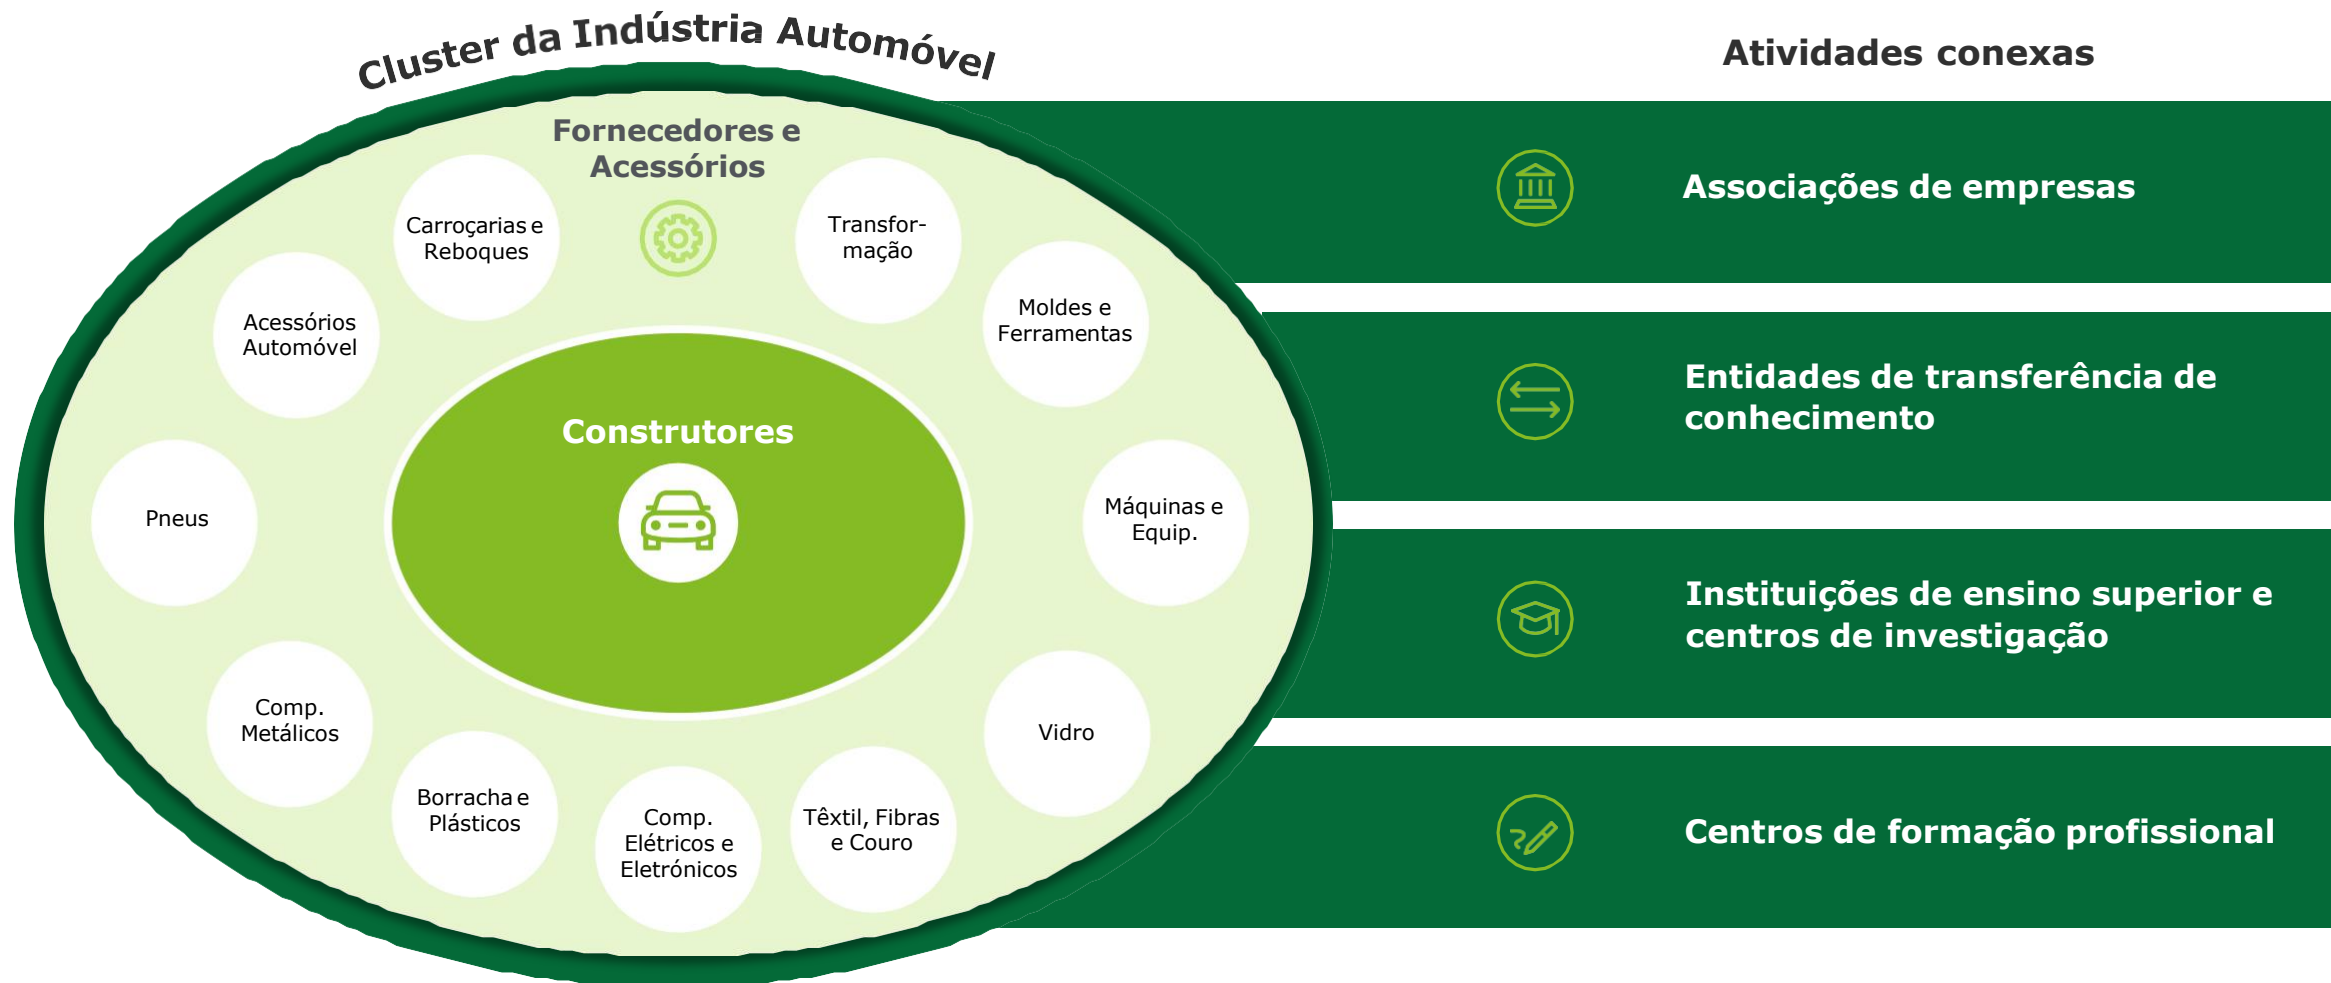 Cluster da Indústria Automóvel
Fornecedores e
Acessórios
Carroçarias e
Reboques
Transfor-
mação
Acessórios
Automóvel
Moldes e
Ferramentas
Construtores
Pneus
Máquinas e
Equip.
Comp.
Metálicos
Vidro
Borracha e
Plásticos
Comp.
Elétricos e
Eletrónicos
Têxtil, Fibras
e Couro
Atividades conexas
Associações de empresas
Entidades de transferência de
conhecimento
Instituições de ensino superior e
centros de investigação
Centros de formação profissional